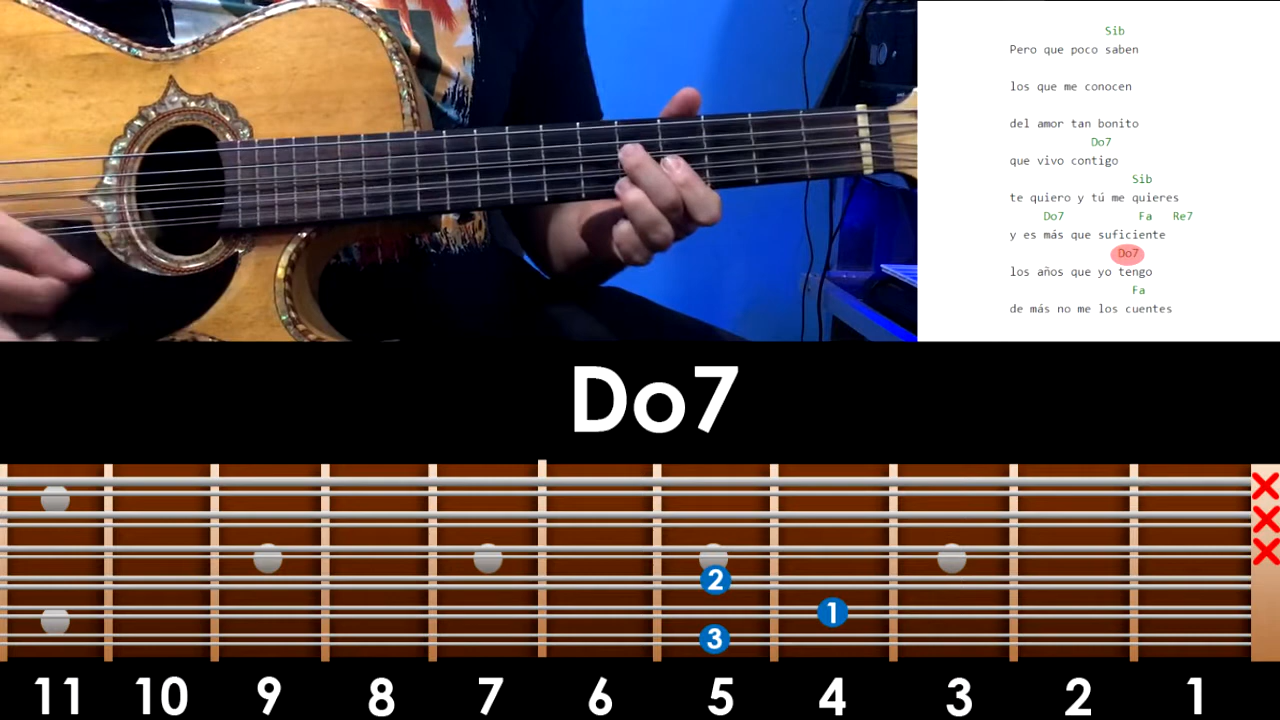 Sib
Pero que poco saben
los que me conocen
del amor tan bonito
Do7
que vivo contigo
Sib
te quiero y tú me quieres
Do7 Fa Re7
y es más que suficiente
Do7
los años que yo tengo
Fa
de más no me los cuentes
Do7
2
1
3
11 10 9 8 7 6 5 4 3 2 1